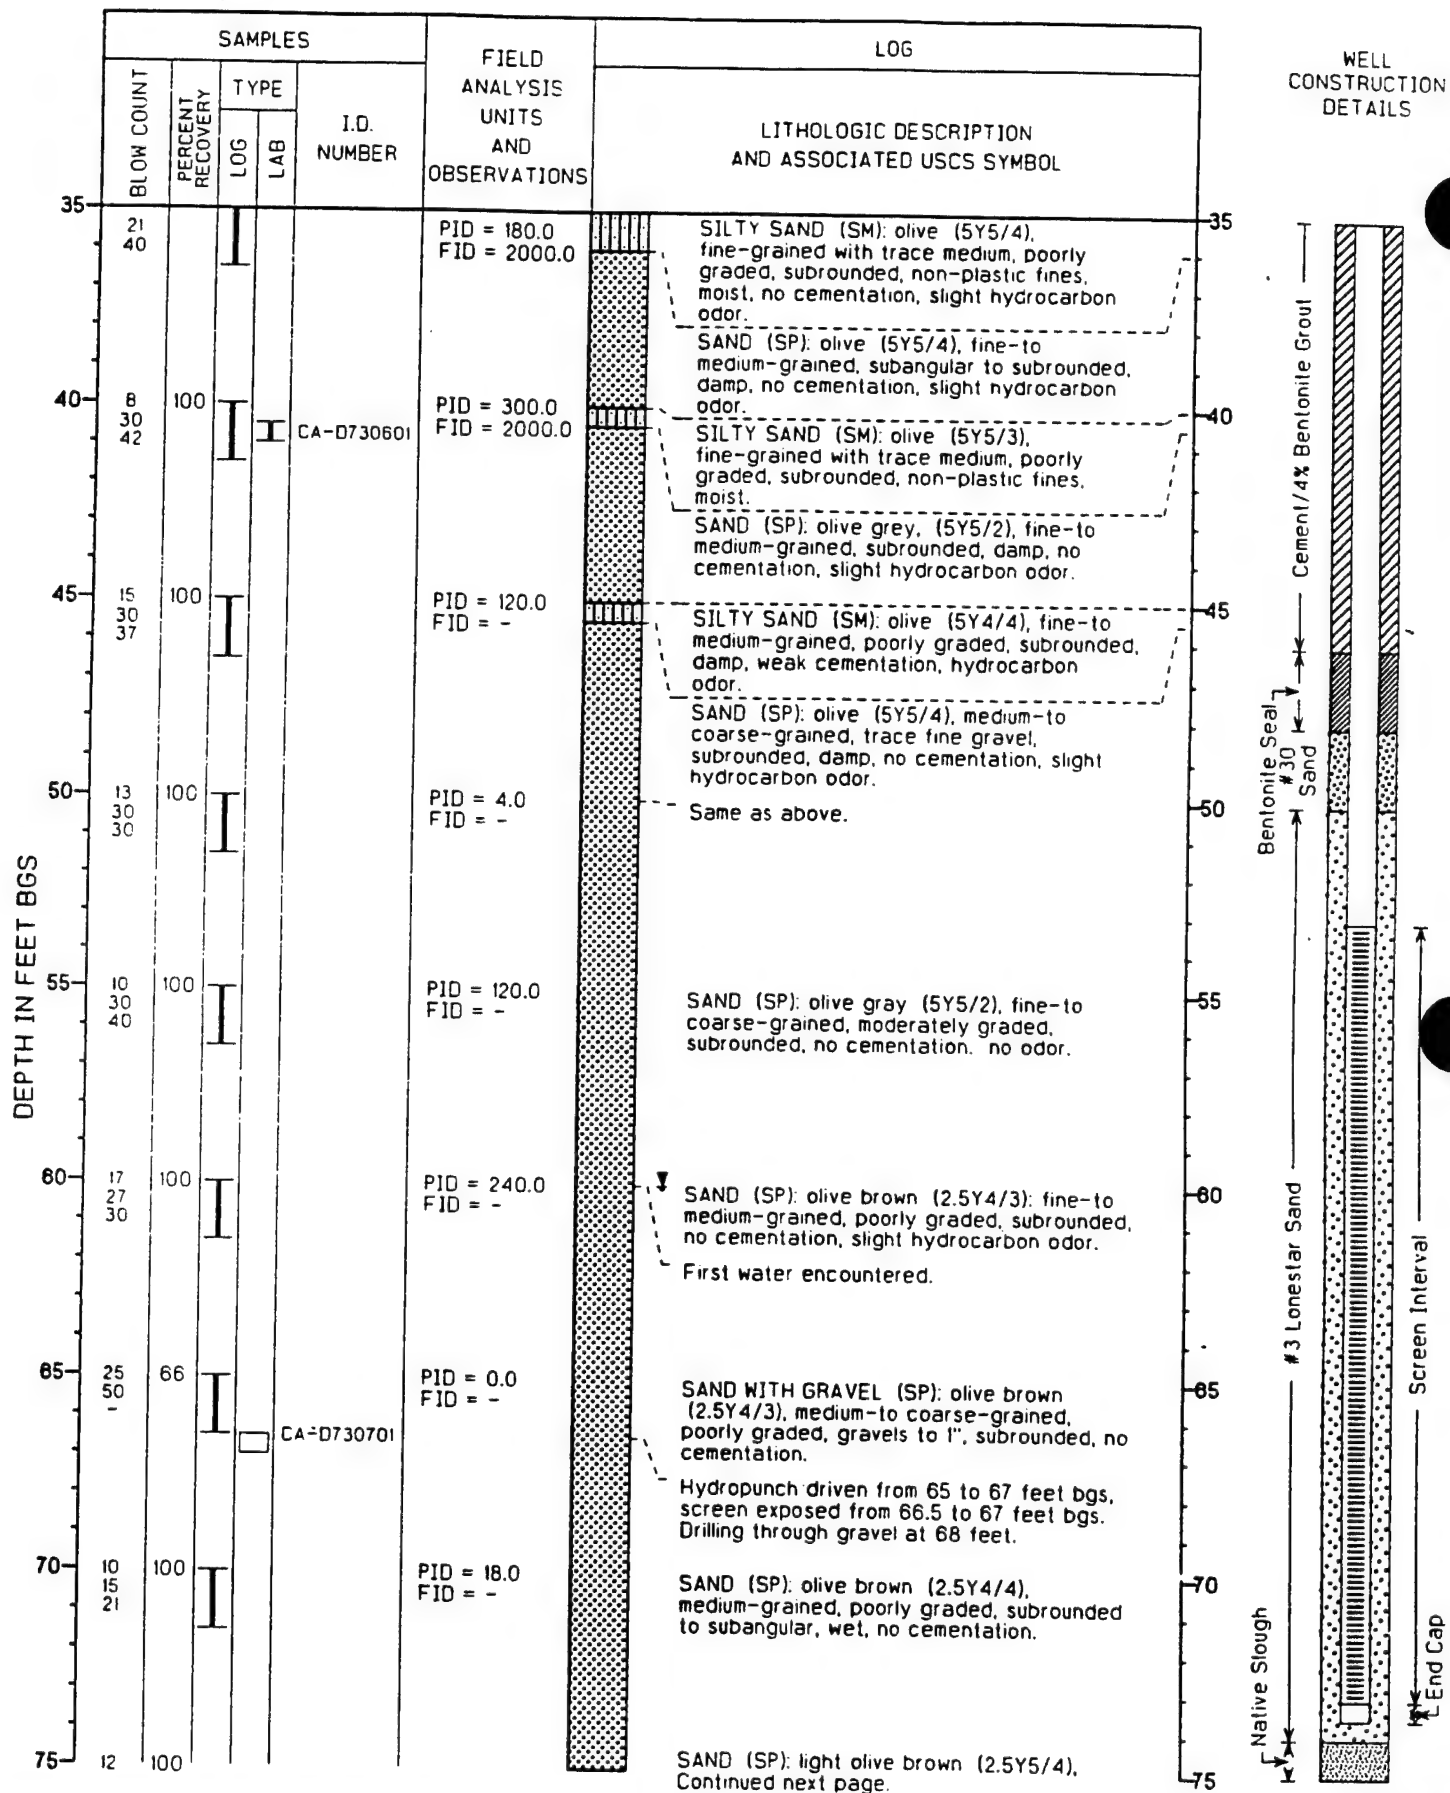 SAMPLES
BLOW COUNT
PERCENT
RECOVERY
TYPE
LOG
LAB
I.D.
NUMBER
FIELD
ANALYSIS
UNITS
AND
OBSERVATIONS
LOG
LITHOLOGIC DESCRIPTION
AND ASSOCIATED USCS SYMBOL
WELL
CONSTRUCTION
DETAILS
DEPTH IN FEET BGS
35
21
40
PID = 180.0
FID = 2000.0
SILTY SAND (SM): olive (5Y5/4),
fine-grained with trace medium, poorly
graded, subrounded, non-plastic fines,
moist, no cementation, slight hydrocarbon
odor.
35
SAND (SP): olive (5Y5/4), fine-to
medium-grained, subangular to subrounded,
damp, no cementation, slight hydrocarbon
odor.
40
8
30
42
100
CA-D730601
PID = 300.0
FID = 2000.0
40
SILTY SAND (SM): olive (5Y5/3),
fine-grained with trace medium, poorly
graded, subrounded, non-plastic fines,
moist.
SAND (SP): olive grey, (5Y5/2), fine-to
medium-grained, subrounded, damp, no
cementation, slight hydrocarbon odor.
45
15
30
37
100
PID = 120.0
FID = -
45
SILTY SAND (SM): olive (5Y4/4), fine-to
medium-grained, poorly graded, subrounded,
damp, weak cementation, hydrocarbon
odor.
SAND (SP): olive (5Y5/4), medium-to
coarse-grained, trace fine gravel,
subrounded, damp, no cementation, slight
hydrocarbon odor.
50
13
30
30
100
PID = 4.0
FID = -
Same as above.
50
55
10
30
40
100
PID = 120.0
FID = -
SAND (SP): olive gray (5Y5/2), fine-to
coarse-grained, moderately graded,
subrounded, no cementation. no odor.
55
60
17
27
30
100
PID = 240.0
FID = -
SAND (SP): olive brown (2.5Y4/3): fine-to
medium-grained, poorly graded, subrounded,
no cementation, slight hydrocarbon odor.
First water encountered.
60
65
25
50
-
66
CA-D730701
PID = 0.0
FID = -
SAND WITH GRAVEL (SP): olive brown
(2.5Y4/3), medium-to coarse-grained,
poorly graded, gravels to 1", subrounded, no
cementation.
Hydropunch driven from 65 to 67 feet bgs,
screen exposed from 66.5 to 67 feet bgs.
Drilling through gravel at 68 feet.
65
70
10
15
21
100
PID = 18.0
FID = -
SAND (SP): olive brown (2.5Y4/4),
medium-grained, poorly graded, subrounded
to subangular, wet, no cementation.
70
75
12
100
SAND (SP): light olive brown (2.5Y5/4),
Continued next page.
75
Cement/4% Bentonite Grout
Bentonite Seal
#30
Sand
#3 Lonestar Sand
Screen Interval
Native Slough
End Cap